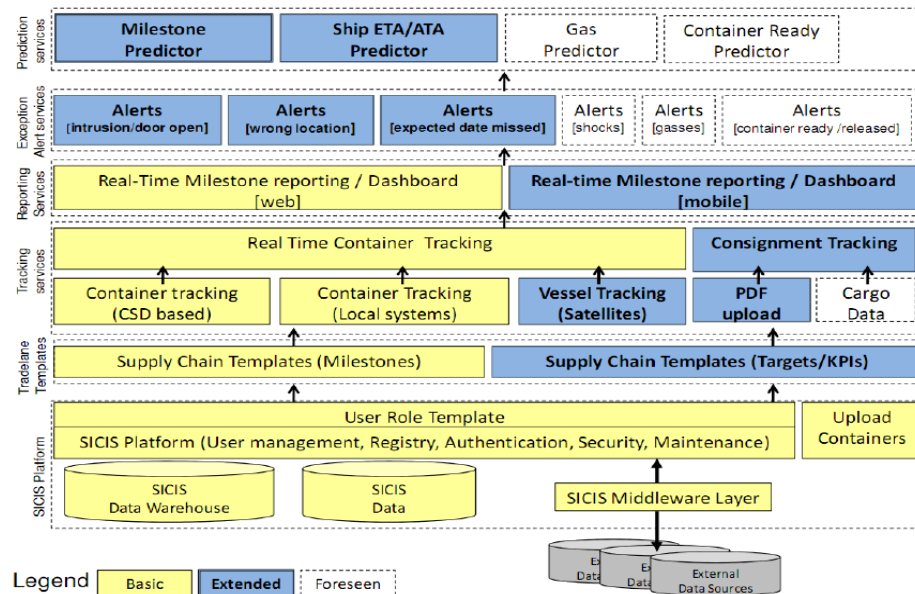 Prediction services
Milestone
Predictor
Ship ETA/ATA
Predictor
Gas
Predictor
Container Ready
Predictor
Exception
Alert services
Alerts
[intrusion/door open]
Alerts
[wrong location]
Alerts
[expected date missed]
Alerts
[shocks]
Alerts
[gasses]
Alerts
[container ready /released]
Reporting
Services
Real-Time Milestone reporting / Dashboard
[web]
Real-time Milestone reporting / Dashboard
[mobile]
Tracking
services
Real Time Container Tracking
Consignment Tracking
Container tracking
(CSD based)
Container Tracking
(Local systems)
Vessel Tracking
(Satellites)
PDF
upload
Cargo
Data
Tradelane
Templates
Supply Chain Templates (Milestones)
Supply Chain Templates (Targets/KPIs)
SICIS Platform
User Role Template
SICIS Platform (User management, Registry, Authentication, Security, Maintenance)
Upload
Containers
SICIS
Data Warehouse
SICIS
Data
SICIS Middleware Layer
External
Data Sources
Legend
Basic
Extended
Foreseen